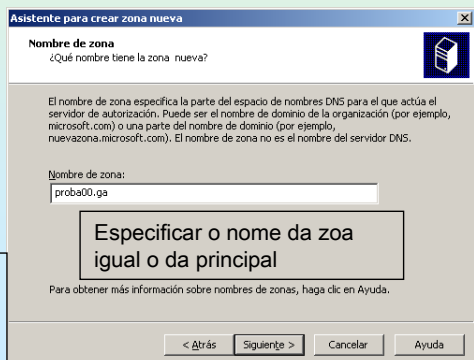 Asistente para crear zona nueva
Nombre de zona
¿Qué nombre tiene la zona nueva?
El nombre de zona especifica la parte del espacio de nombres DNS para el que actúa el
servidor de autorización. Puede ser el nombre de dominio de la organización (por ejemplo,
microsoft.com) o una parte del nombre de dominio (por ejemplo,
nuevazona.microsoft.com). El nombre de zona no es el nombre del servidor DNS.
Nombre de zona:
proba00.ga
Especificar o nome da zoa
igual o da principal
Para obtener más información sobre nombres de zonas, haga clic en Ayuda.
< Atrás Siguiente > Cancelar Ayuda